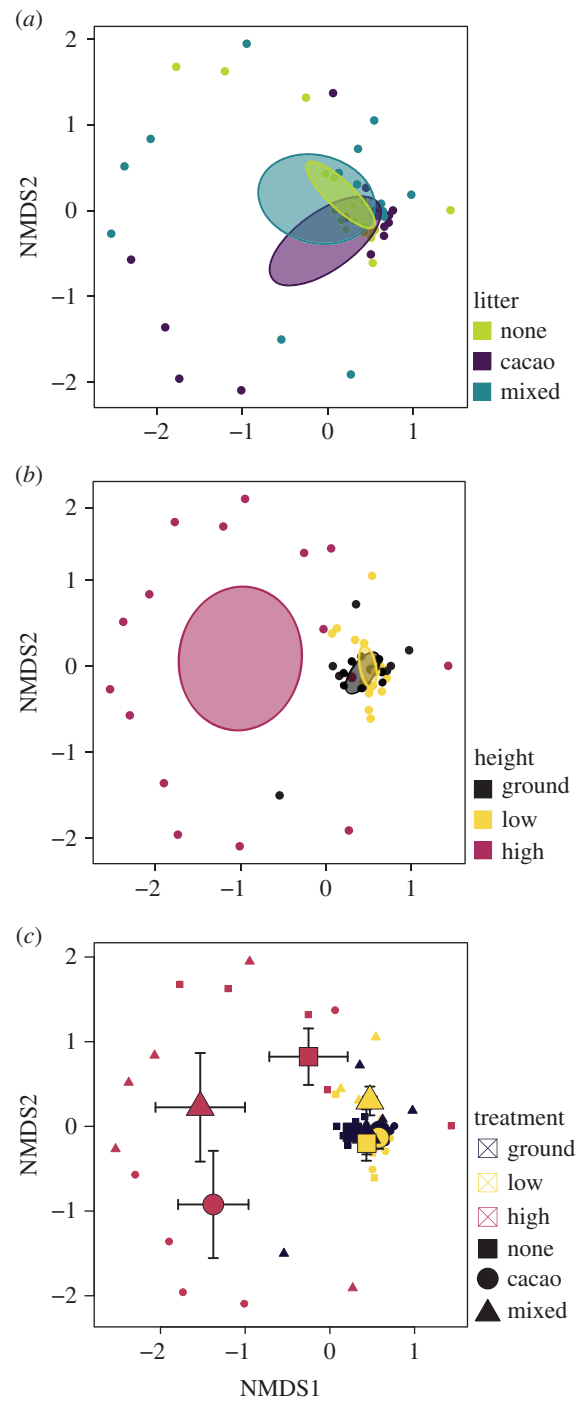 (a)
2
1
0
−1
−2
NMDS2
−2
−1
0
1
litter
none
cacao
mixed
(b)
2
1
0
−1
−2
NMDS2
−2
−1
0
1
height
ground
low
high
(c)
2
1
0
−1
−2
NMDS2
−2
−1
0
1
NMDS1
treatment
ground
low
high
none
cacao
mixed